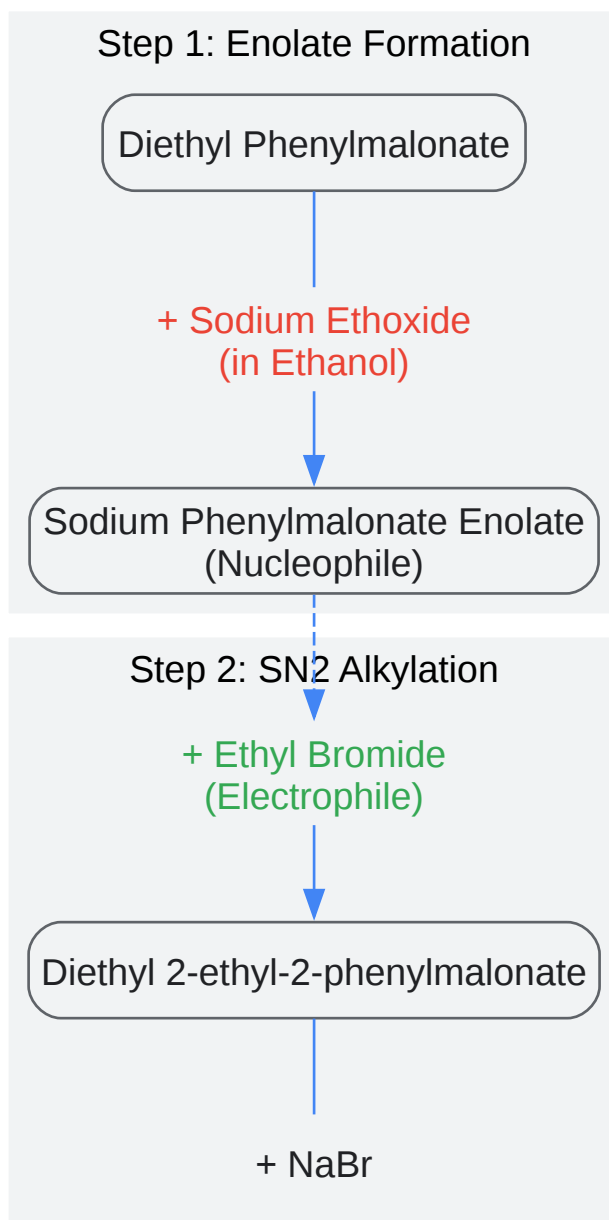 Step 1: Enolate Formation
Diethyl Phenylmalonate
+ Sodium Ethoxide
(in Ethanol)
Sodium Phenylmalonate Enolate
(Nucleophile)
Step 2: SN2 Alkylation
+ Ethyl Bromide
(Electrophile)
Diethyl 2-ethyl-2-phenylmalonate
+ NaBr